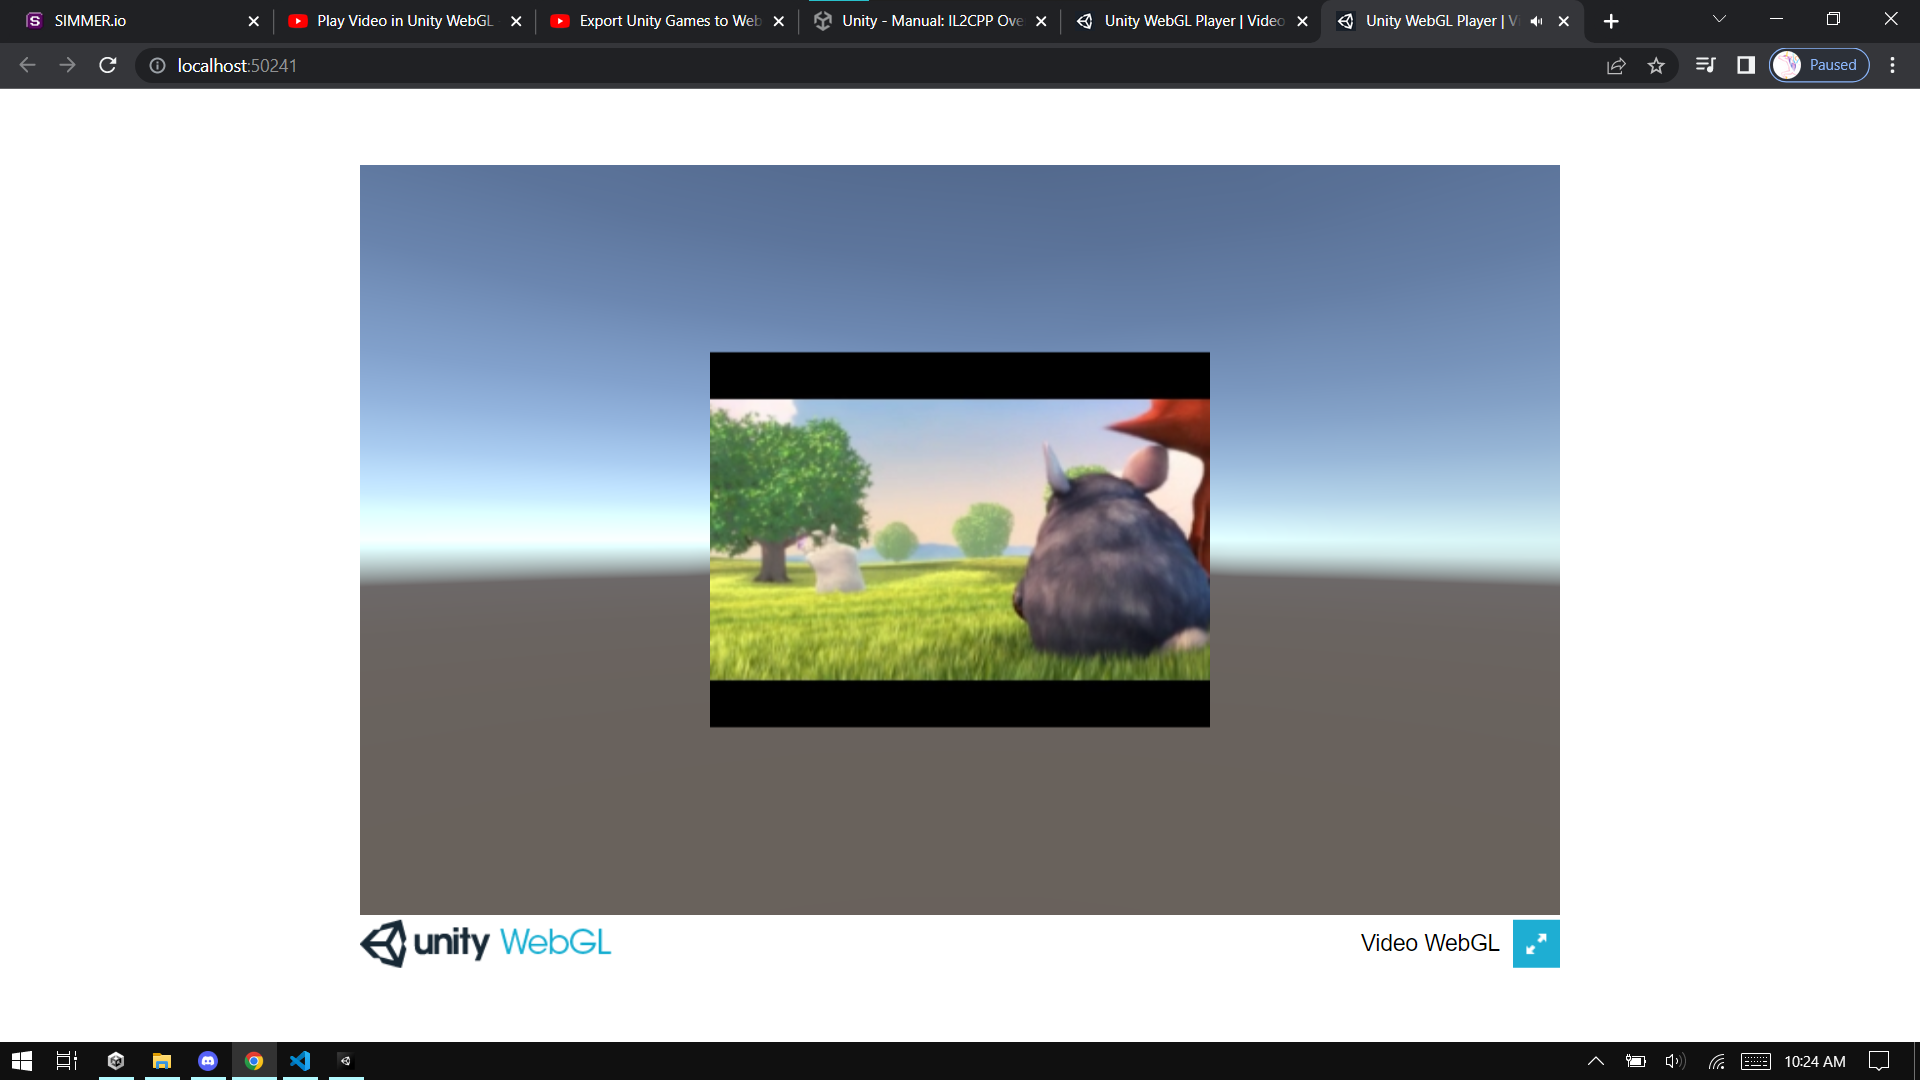 SIMMER.io
Play Video in Unity WebGL
Export Unity Games to Web
Unity - Manual: IL2CPP Ove
Unity WebGL Player | Video
Unity WebGL Player | Vi
localhost:50241
Paused
unity WebGL
Video WebGL
10:24 AM